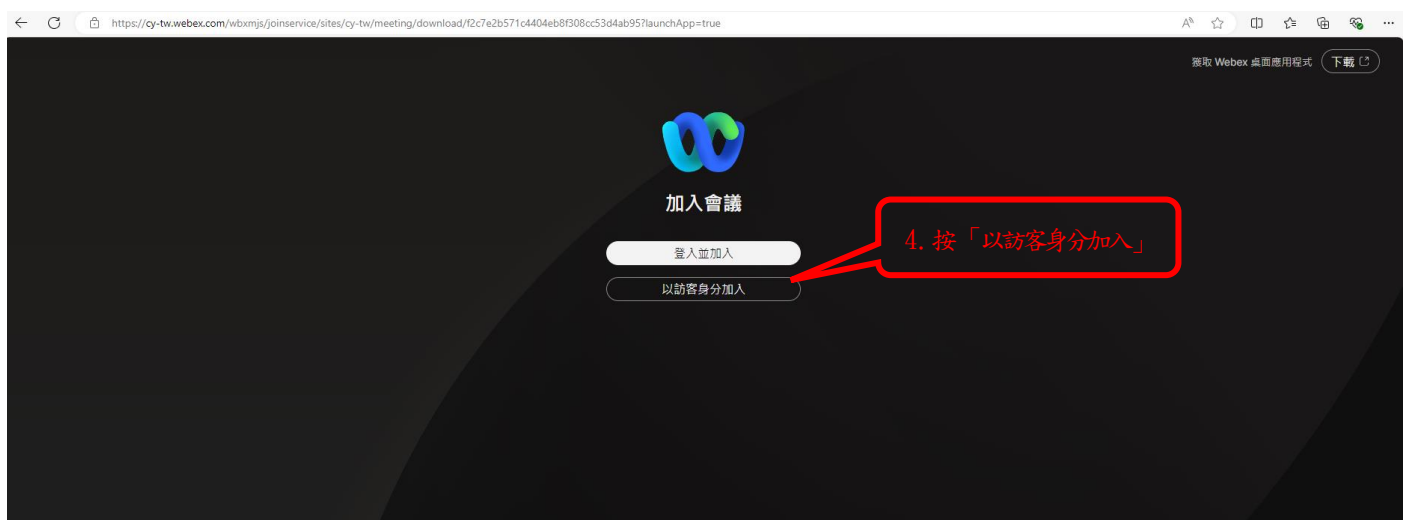 https://cy-tw.webex.com/wbxmjs/joinservice/sites/cy-tw/meeting/download/f2c7e2b571c4404eb8f308cc53d4ab95?launchApp=true
獲取 Webex 桌面應用程式 下載
加入會議
4. 按「以訪客身分加入」
登入並加入
以訪客身分加入